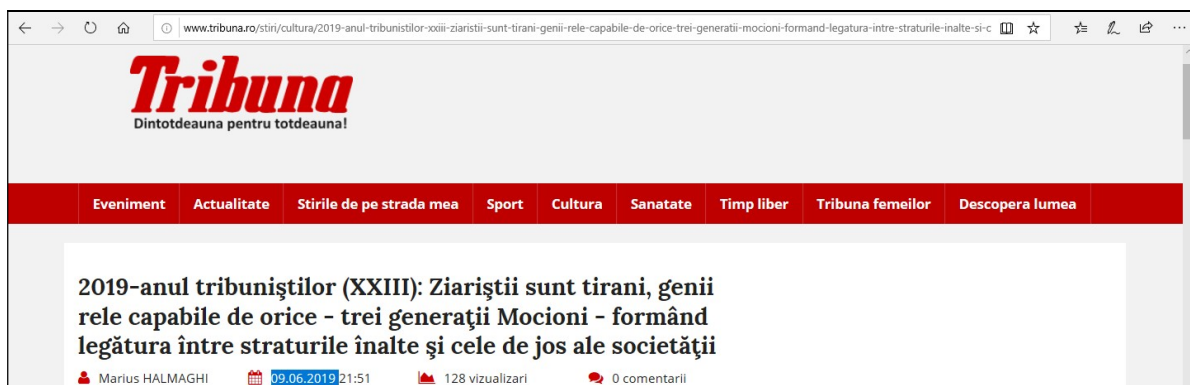 www.tribuna.ro/stiri/cultura/2019-anul-tribunistilor-xxiii-ziaristii-sunt-tirani-genii-rele-capabile-de-orice-trei-generatii-mocioni-formand-legatura-intre-straturile-inalte-si-c
Tribuna
Dintotdeauna pentru totdeauna!
Eveniment Actualitate Stirile de pe strada mea Sport Cultura Sanatate Timp liber Tribuna femeilor Descopera lumea
2019-anul tribuniştilor (XXIII): Ziariştii sunt tirani, genii
rele capabile de orice - trei generaţii Mocioni - formând
legătura între straturile înalte şi cele de jos ale societăţii
Marius HALMAGHI 09.06.2019 21:51 128 vizualizari 0 comentarii